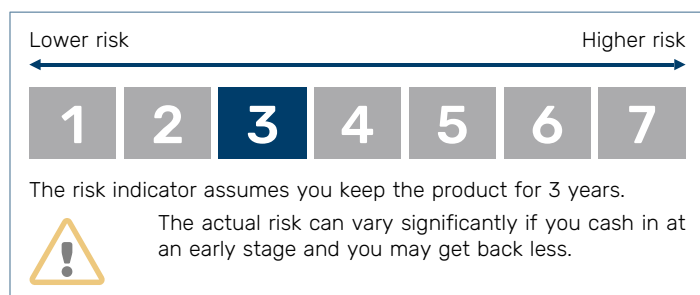 Lower risk Higher risk
1 2 3 4 5 6 7
The risk indicator assumes you keep the product for 3 years.
The actual risk can vary significantly if you cash in at
an early stage and you may get back less.